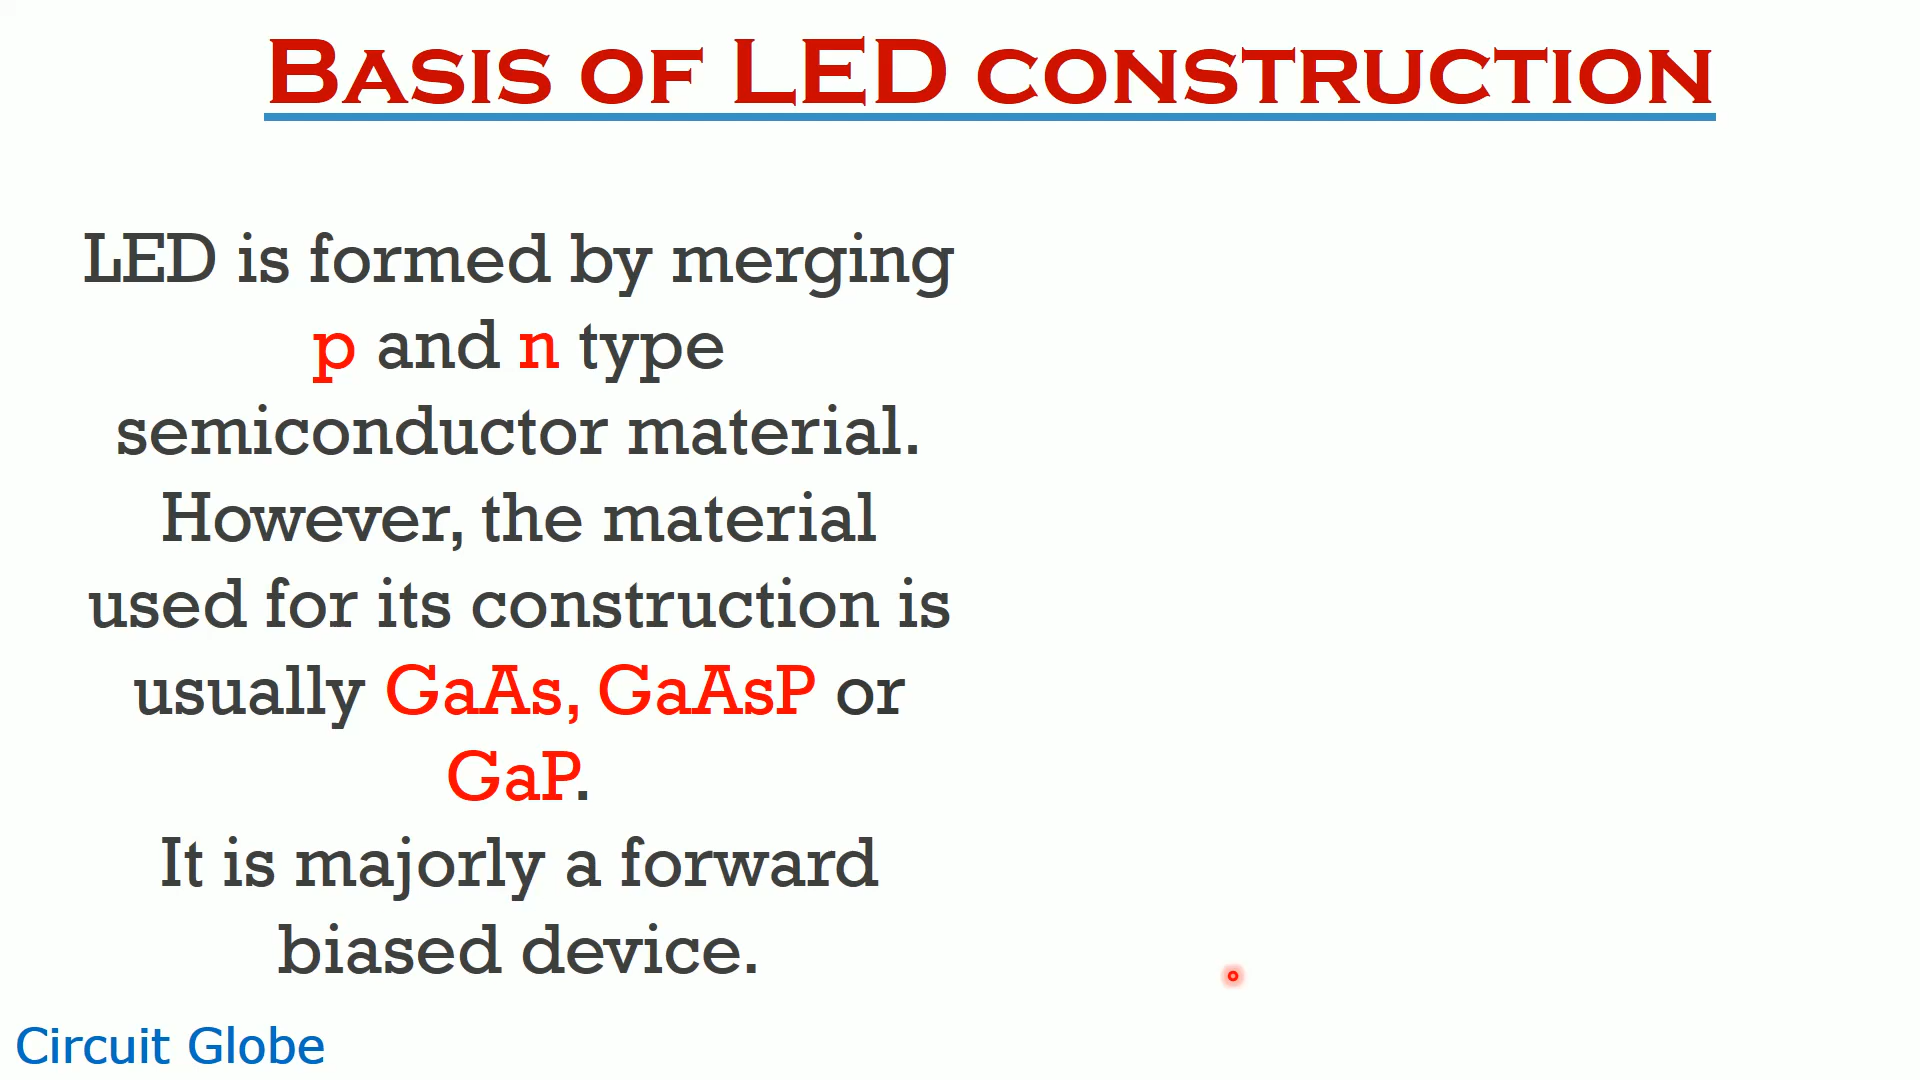 BASIS OF LED CONSTRUCTION
LED is formed by merging
p and n type
semiconductor material.
However, the material
used for its construction is
usually GaAs, GaAsP or
GaP.
It is majorly a forward
biased device.
Circuit Globe